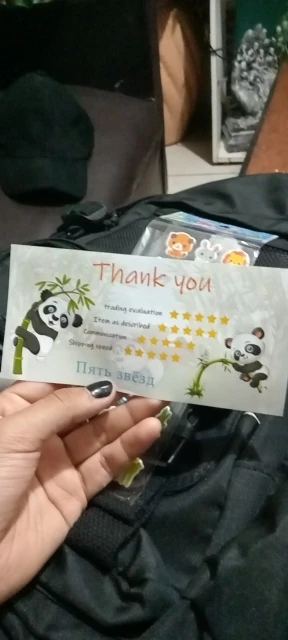 Thank you
trading evaluation
Item as described
Communication
Shipping speed
Пять звёзд